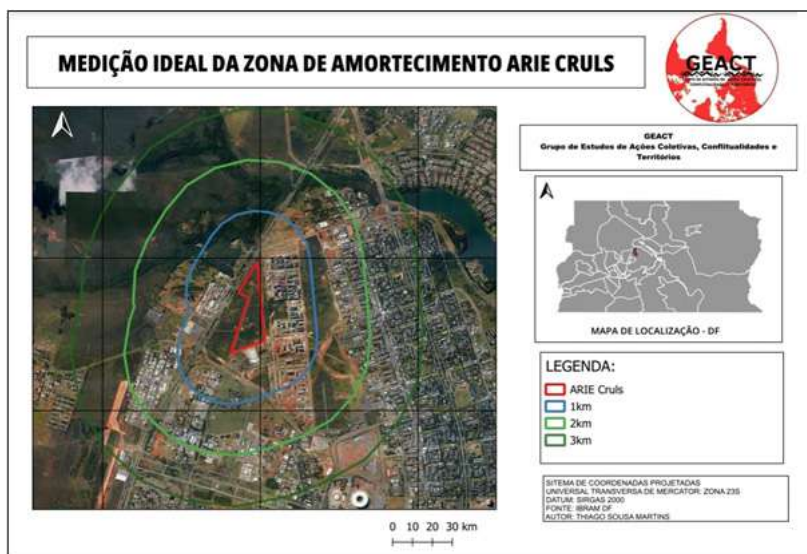 MEDIÇÃO IDEAL DA ZONA DE AMORTECIMENTO ARIE CRULS
GEACT
GEACT
Grupo de Estudos de Ações Coletivas, Conflitualidades e
Territórios
MAPA DE LOCALIZAÇÃO - DF
LEGENDA:
ARIE Cruls
1km
2km
3km
SITEMA DE COORDENADAS PROJETADAS
UNIVERSAL TRANSVERSA DE MERCATOR: ZONA 23S
DATUM: SIRGAS 2000
FONTE: IBRAM DF
AUTOR: THIAGO SOUSA MARTINS
0 10 20 30 km